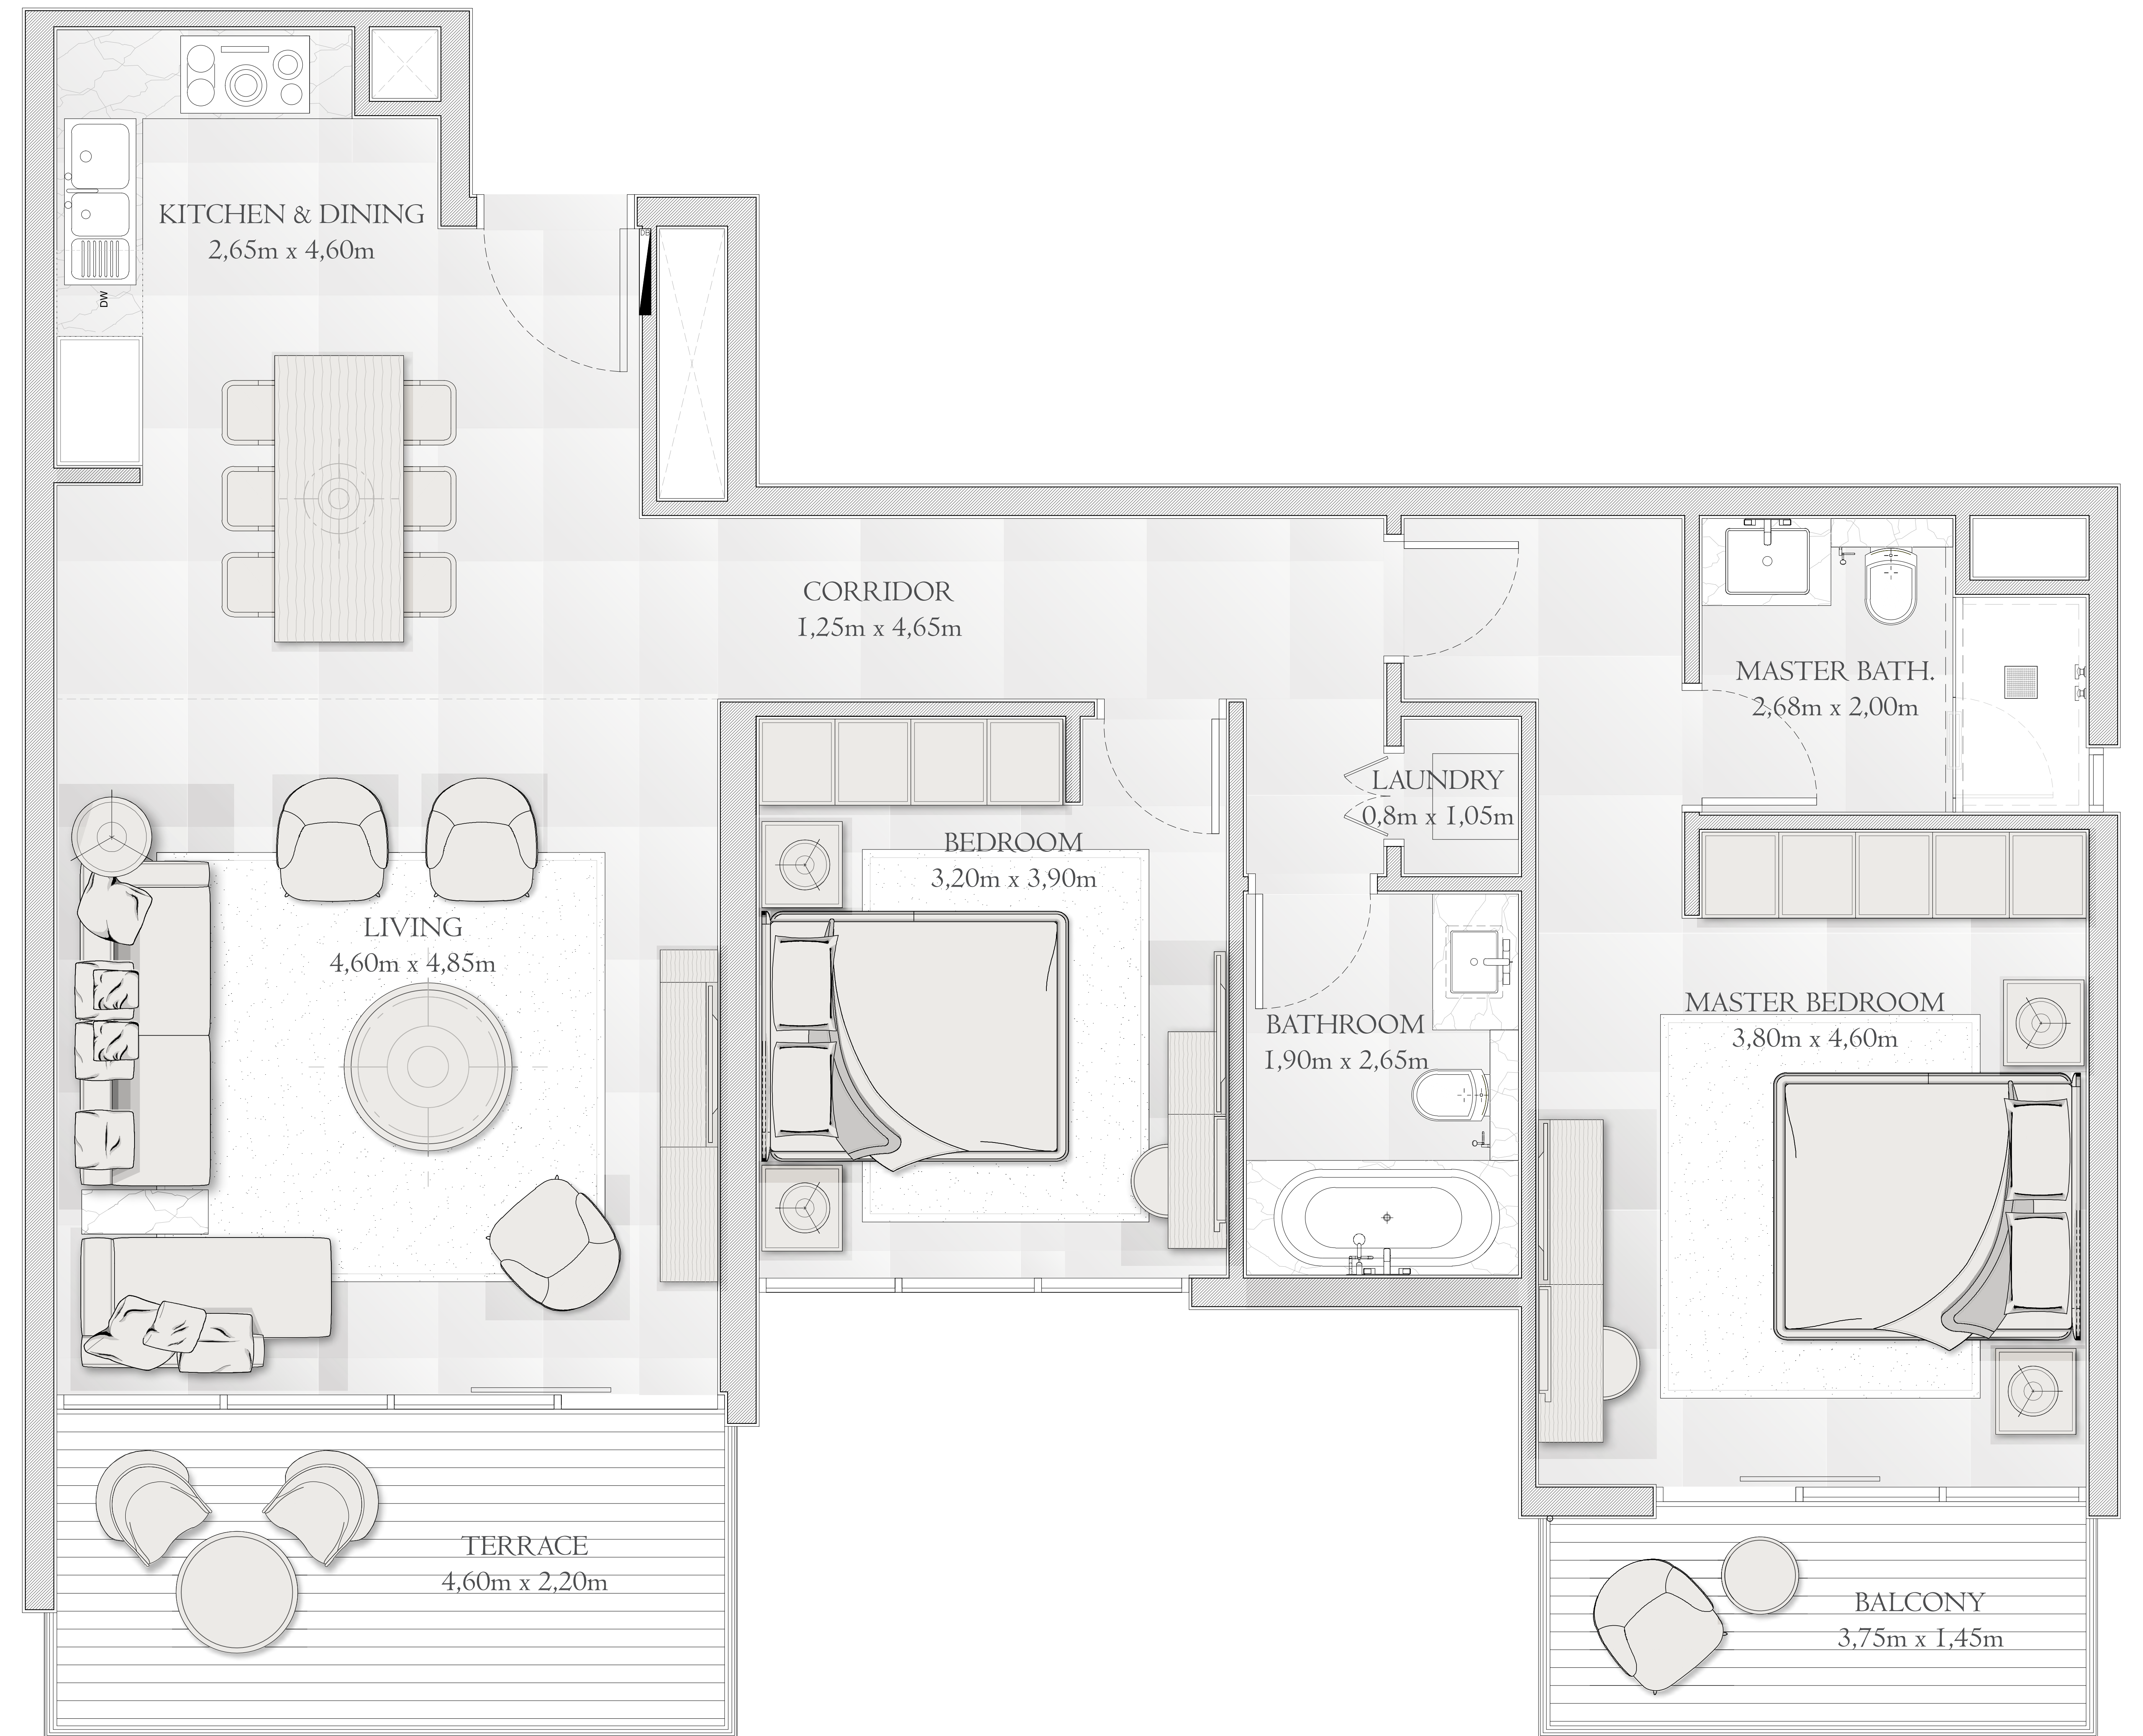 KITCHEN & DINING
2,65m x 4,60m
DW
DB
CORRIDOR
1,25m x 4,65m
MASTER BATH.
2,68m x 2,00m
LAUNDRY
0,8m x 1,05m
BEDROOM
3,20m x 3,90m
LIVING
4,60m x 4,85m
MASTER BEDROOM
3,80m x 4,60m
BATHROOM
1,90m x 2,65m
TERRACE
4,60m x 2,20m
BALCONY
3,75m x 1,45m